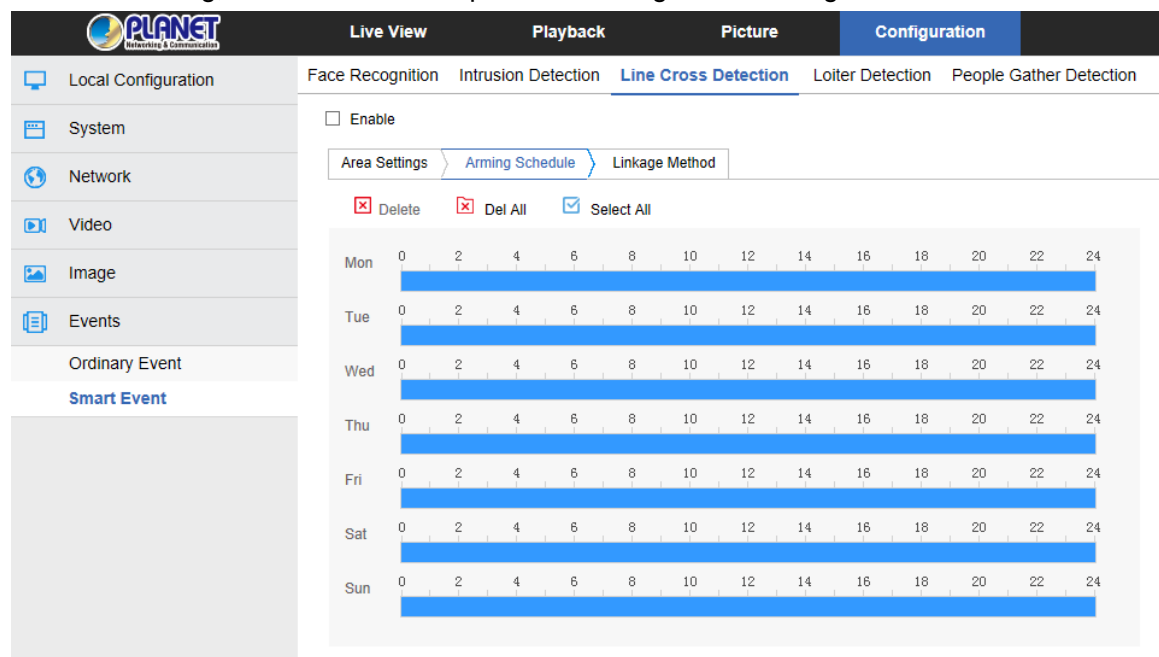 PLANET
Networking & Communication
Live View Playback Picture Configuration
Local Configuration
System
Network
Video
Image
Events
Ordinary Event
Smart Event
Face Recognition Intrusion Detection Line Cross Detection Loiter Detection People Gather Detection
Enable
Area Settings Arming Schedule Linkage Method
Delete Del All Select All
Mon 0 2 4 6 8 10 12 14 16 18 20 22 24
Tue 0 2 4 6 8 10 12 14 16 18 20 22 24
Wed 0 2 4 6 8 10 12 14 16 18 20 22 24
Thu 0 2 4 6 8 10 12 14 16 18 20 22 24
Fri 0 2 4 6 8 10 12 14 16 18 20 22 24
Sat 0 2 4 6 8 10 12 14 16 18 20 22 24
Sun 0 2 4 6 8 10 12 14 16 18 20 22 24